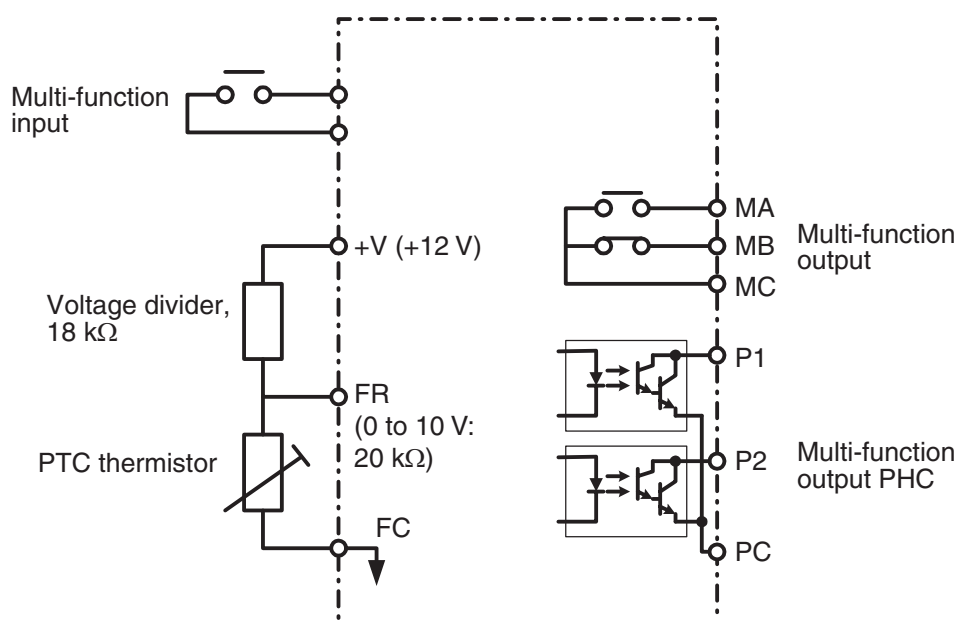 Multi-function
input
+V (+12 V)
Voltage divider,
18 kΩ
FR
(0 to 10 V:
20 kΩ)
PTC thermistor
FC
MA
MB
MC
Multi-function
output
P1
P2
Multi-function
output PHC
PC